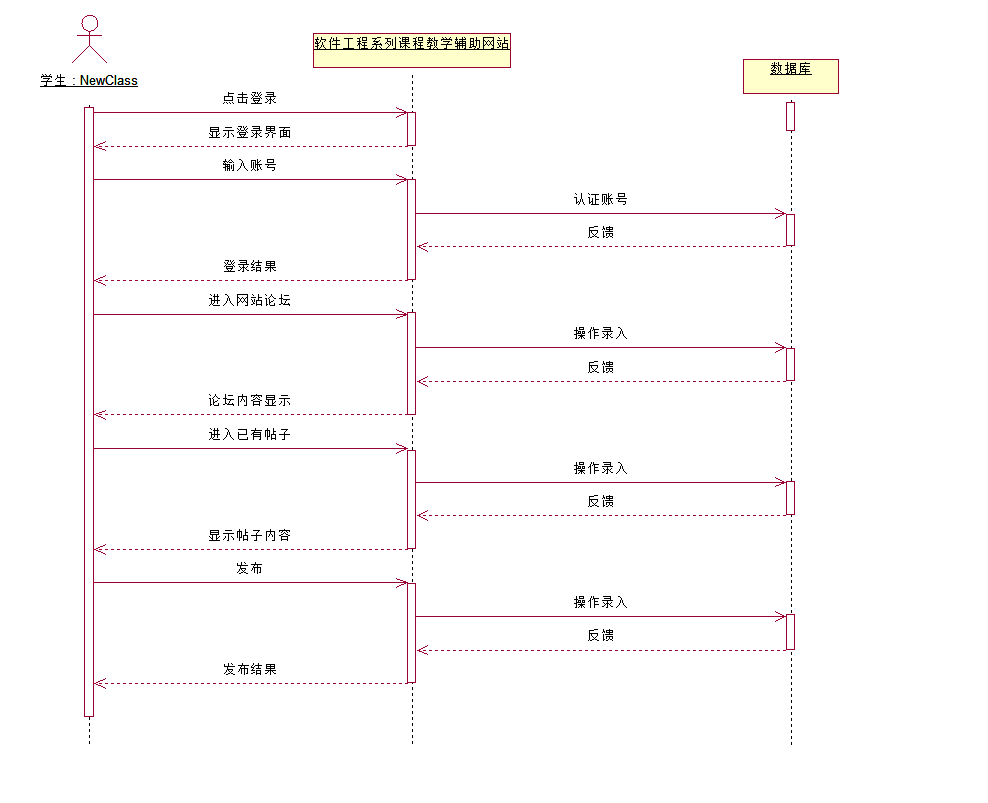 软件工程系列课程教学辅助网站
数据库
学生 : NewClass
点击登录
显示登录界面
输入账号
认证账号
反馈
登录结果
进入网站论坛
操作录入
反馈
论坛内容显示
进入已有帖子
操作录入
反馈
显示帖子内容
发布
操作录入
反馈
发布结果